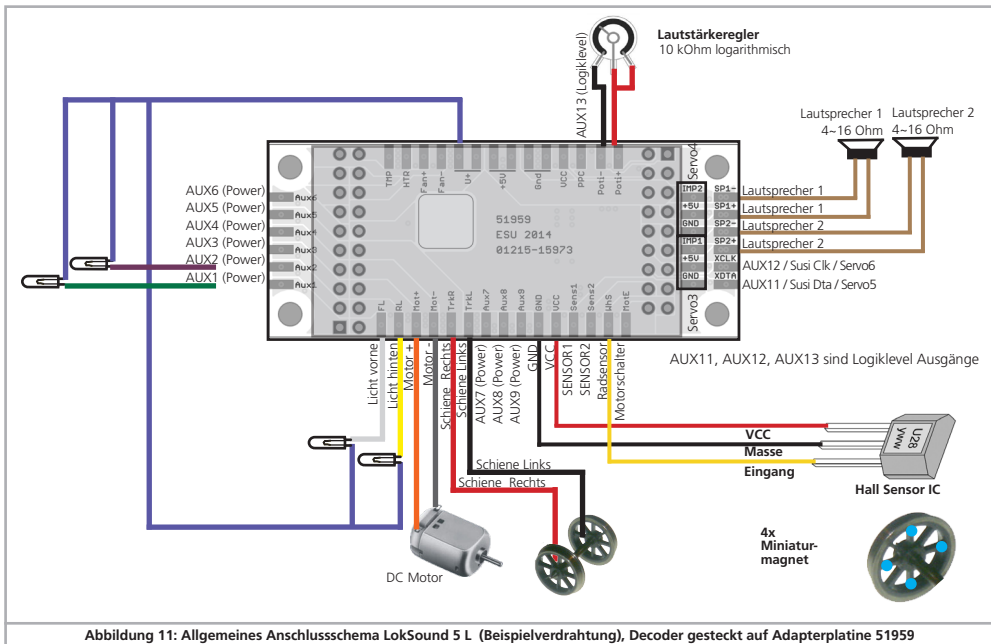 Lautstärkeregler
10 kOhm logarithmisch
AUX13 (Logiklevel)
Lautsprecher 1
4~16 Ohm
Lautsprecher 2
4~16 Ohm
Servo4
TMP
HTR
Fan+
Fan-
U+
+5V
Gnd
VCC
PPC
Poti-
Poti+
AUX6 (Power)
AUX5 (Power)
AUX4 (Power)
AUX3 (Power)
AUX2 (Power)
AUX1 (Power)
Aux6
Aux5
Aux4
Aux3
Aux2
Aux1
51959
ESU 2014
01215-15973
IMP2
+5V
GND
IMP1
+5V
GND
SP1-
SP1+
SP2-
SP2+
XCLK
XDTA
Lautsprecher 1
Lautsprecher 1
Lautsprecher 2
Lautsprecher 2
AUX12 / Susi Clk / Servo6
AUX11 / Susi Dta / Servo5
Servo3
FL
RL
Mot+
Mot-
TrkR
TrkL
Aux7
Aux8
Aux9
GND
VCC
Sens1
Sens2
WhS
MotE
Licht vorne
Licht hinten
Motor +
Motor -
Schiene Rechts
Schiene Links
AUX7 (Power)
AUX8 (Power)
AUX9 (Power)
GND
VCC
SENSOR1
SENSOR2
Radsensor
Motorschalter
AUX11, AUX12, AUX13 sind Logiklevel Ausgänge
VCC
Masse
Eingang
U28
yww
Hall Sensor IC
Schiene Links
Schiene Rechts
DC Motor
4x
Miniatur-
magnet
Abbildung 11: Allgemeines Anschlussschema LokSound 5 L (Beispielverdrahtung), Decoder gesteckt auf Adapterplatine 51959